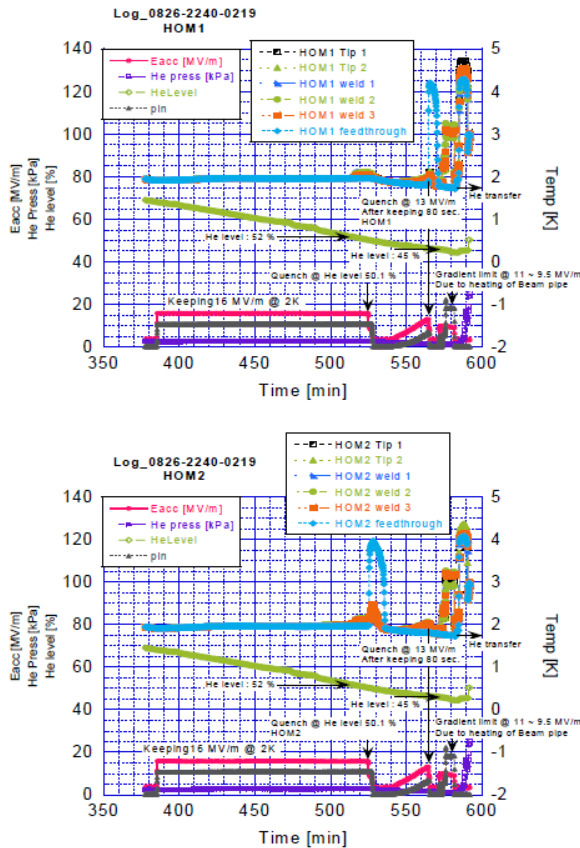 Log_0826-2240-0219
HOM1
Eacc [MV/m]
He press [kPa]
HeLevel
pin
HOM1 Tip 1
HOM1 Tip 2
HOM1 weld 1
HOM1 weld 2
HOM1 weld 3
HOM1 feedthrough
140
120
100
80
60
40
20
0
5
4
3
2
1
0
-1
-2
Eacc [MV/m]
He Press [kPa]
He level [%]
Temp [K]
He transfer
Quench @ 13 MV/m
After keeping 80 sec.
HOM1
He level : 52 %
He level : 45 %
Quench @ He level 50.1 %
Gradient limit @ 11 ~ 9.5 MV/m
Due to heating of Beam pipe
Keeping16 MV/m @ 2K
350 400 450 500 550 600
Time [min]
Log_0826-2240-0219
HOM2
Eacc [MV/m]
He press [kPa]
HeLevel
pin
HOM2 Tip 1
HOM2 Tip 2
HOM2 weld 1
HOM2 weld 2
HOM2 weld 3
HOM2 feedthrough
140
120
100
80
60
40
20
0
5
4
3
2
1
0
-1
-2
Eacc [MV/m]
He Press [kPa]
He level [%]
Temp [K]
He transfer
Quench @ 13 MV/m
After keeping 80 sec.
He level : 52 %
He level : 45 %
Quench @ He level 50.1 %
HOM2
Gradient limit @ 11 ~ 9.5 MV/m
Due to heating of Beam pipe
Keeping16 MV/m @ 2K
350 400 450 500 550 600
Time [min]